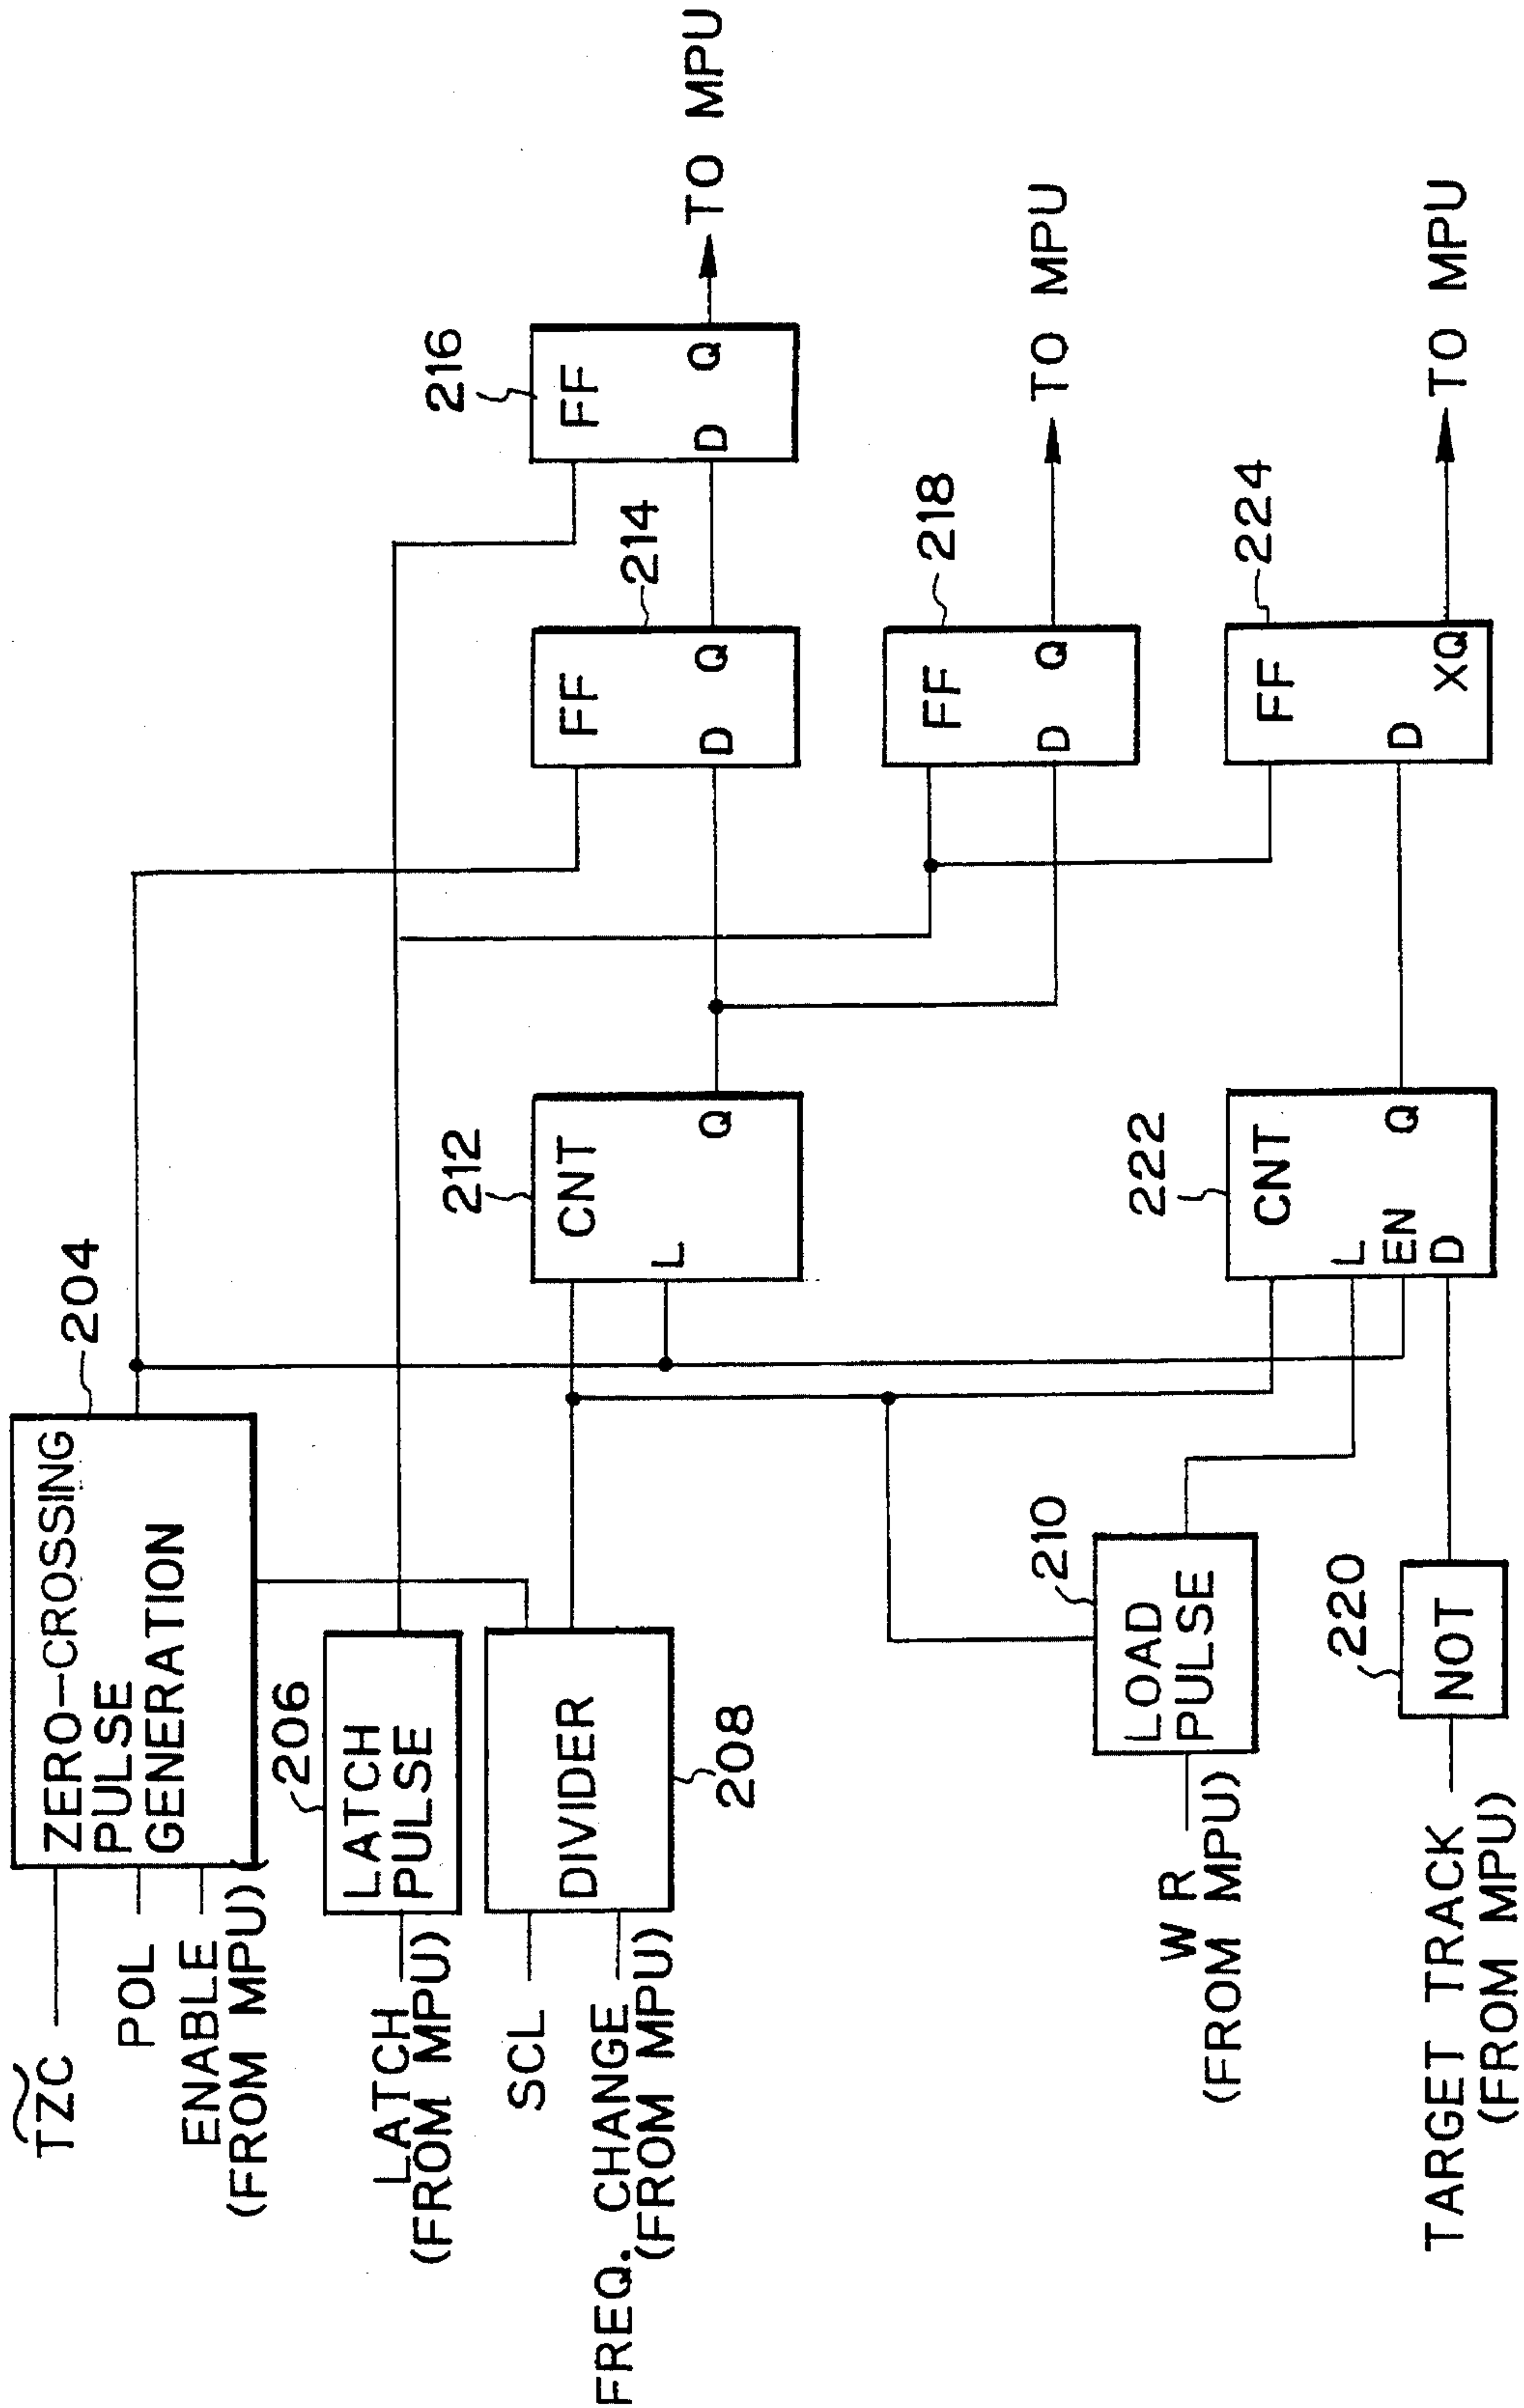 TZC
POL
ENABLE
(FROM MPU)
ZERO-CROSSING
PULSE
GENERATION
204
LATCH
(FROM MPU)
LATCH
PULSE
206
SCL
FREQ. CHANGE
(FROM MPU)
DIVIDER
208
212
CNT
L
Q
214
FF
D
Q
216
FF
D
Q
TO MPU
218
FF
D
Q
TO MPU
W R
(FROM MPU)
LOAD
PULSE
210
TARGET TRACK
(FROM MPU)
NOT
220
222
CNT
L
EN
D
Q
224
FF
D
XQ
TO MPU